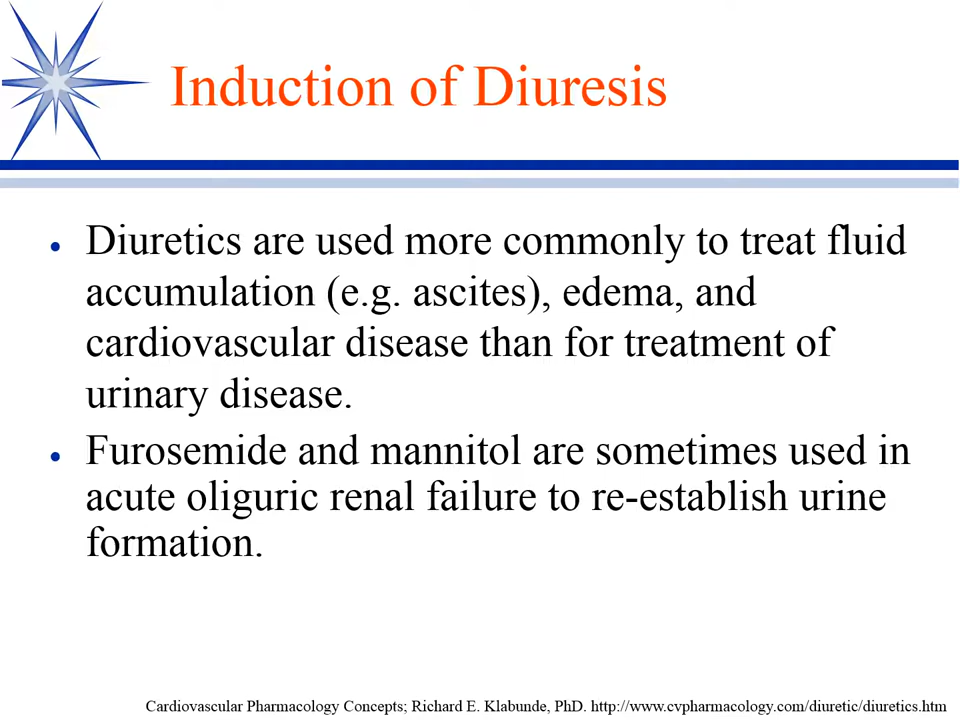 Induction of Diuresis
• Diuretics are used more commonly to treat fluid
accumulation (e.g. ascites), edema, and
cardiovascular disease than for treatment of
urinary disease.
• Furosemide and mannitol are sometimes used in
acute oliguric renal failure to re-establish urine
formation.
Cardiovascular Pharmacology Concepts; Richard E. Klabunde, PhD. http://www.cvpharmacology.com/diuretic/diuretics.htm